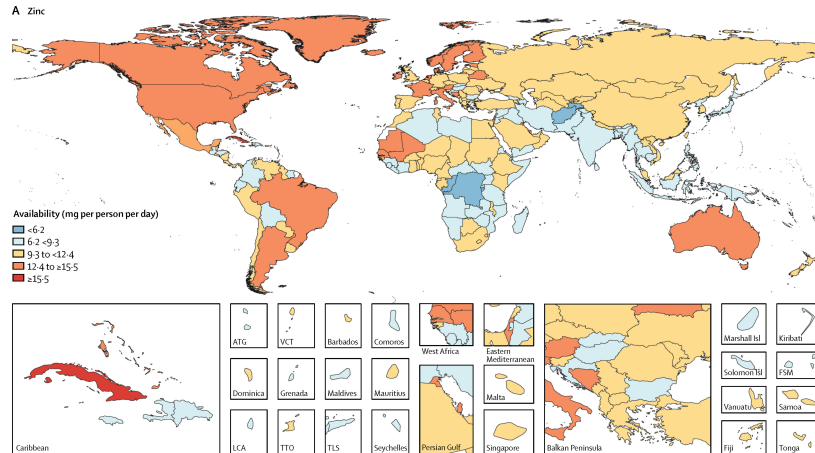 A Zinc
Availability (mg per person per day)
<6·2
6·2 <9·3
9·3 to <12·4
12·4 to ≥15·5
≥15·5
Caribbean
ATG
VCT
Barbados
Comoros
West Africa
Eastern
Mediterranean
Dominica
Grenada
Maldives
Mauritius
Persian Gulf
Malta
LCA
TTO
TLS
Seychelles
Singapore
Balkan Peninsula
Marshall Isl
Kiribati
Solomon Isl
FSM
Vanuatu
Samoa
Fiji
Tonga